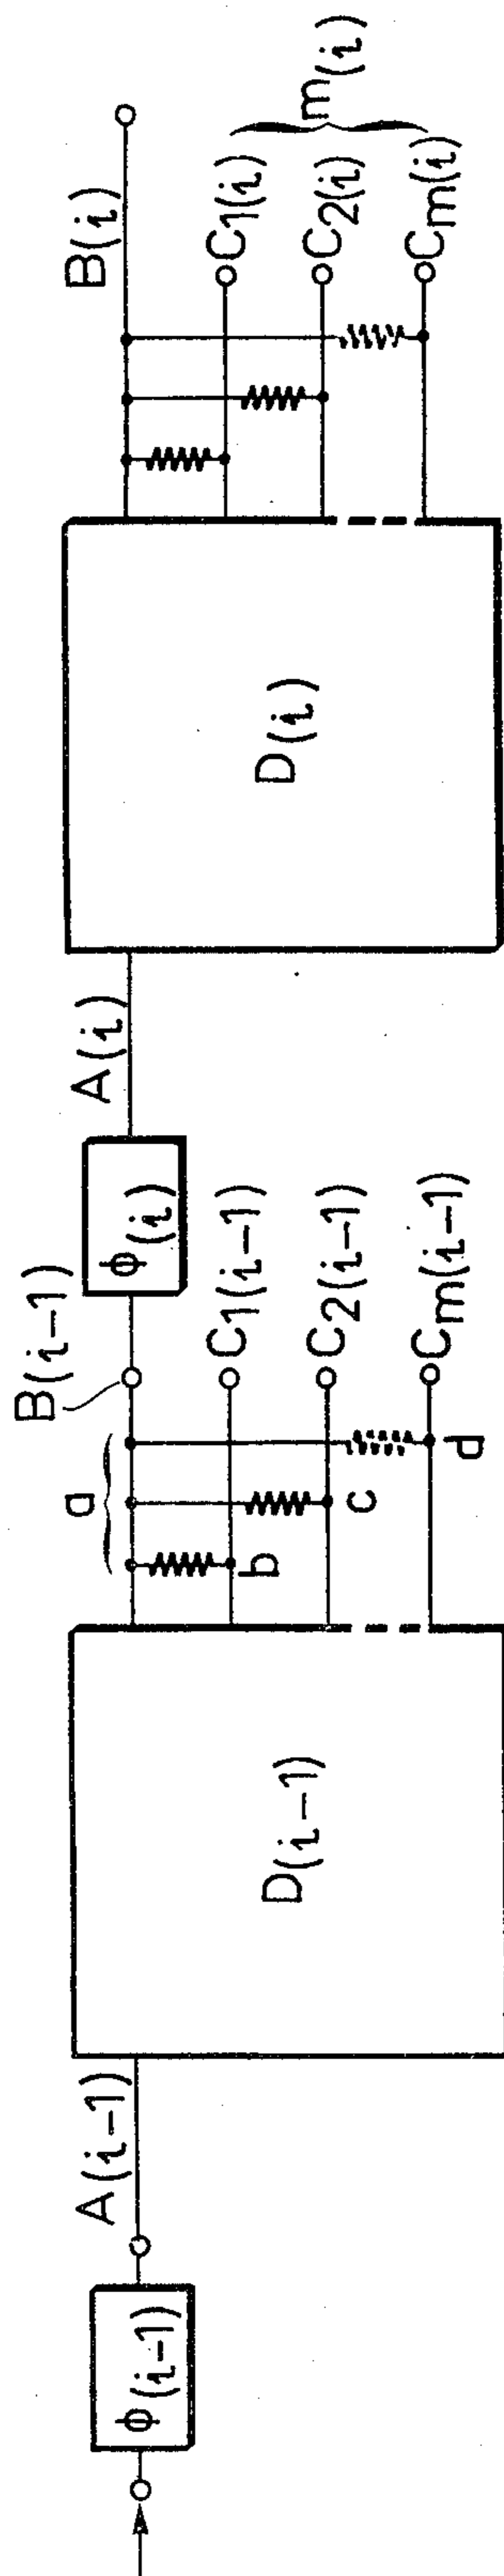 ϕ(i−1)
A(i−1)
D(i−1)
a
b
c
d
B(i−1)
C1(i−1)
C2(i−1)
Cm(i−1)
ϕ(i)
A(i)
D(i)
B(i)
C1(i)
C2(i)
Cm(i)
m(i)